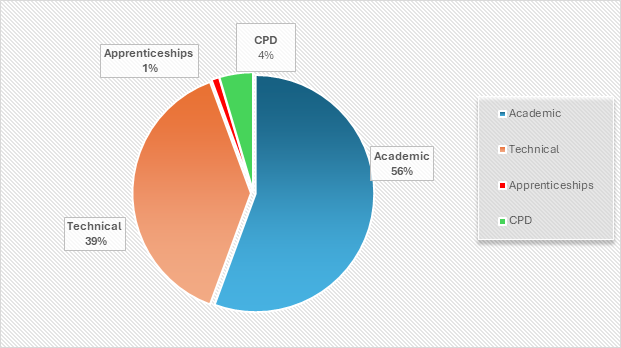 CPD
4%
Apprenticeships
1%
Academic
56%
Technical
39%
Academic
Technical
Apprenticeships
CPD